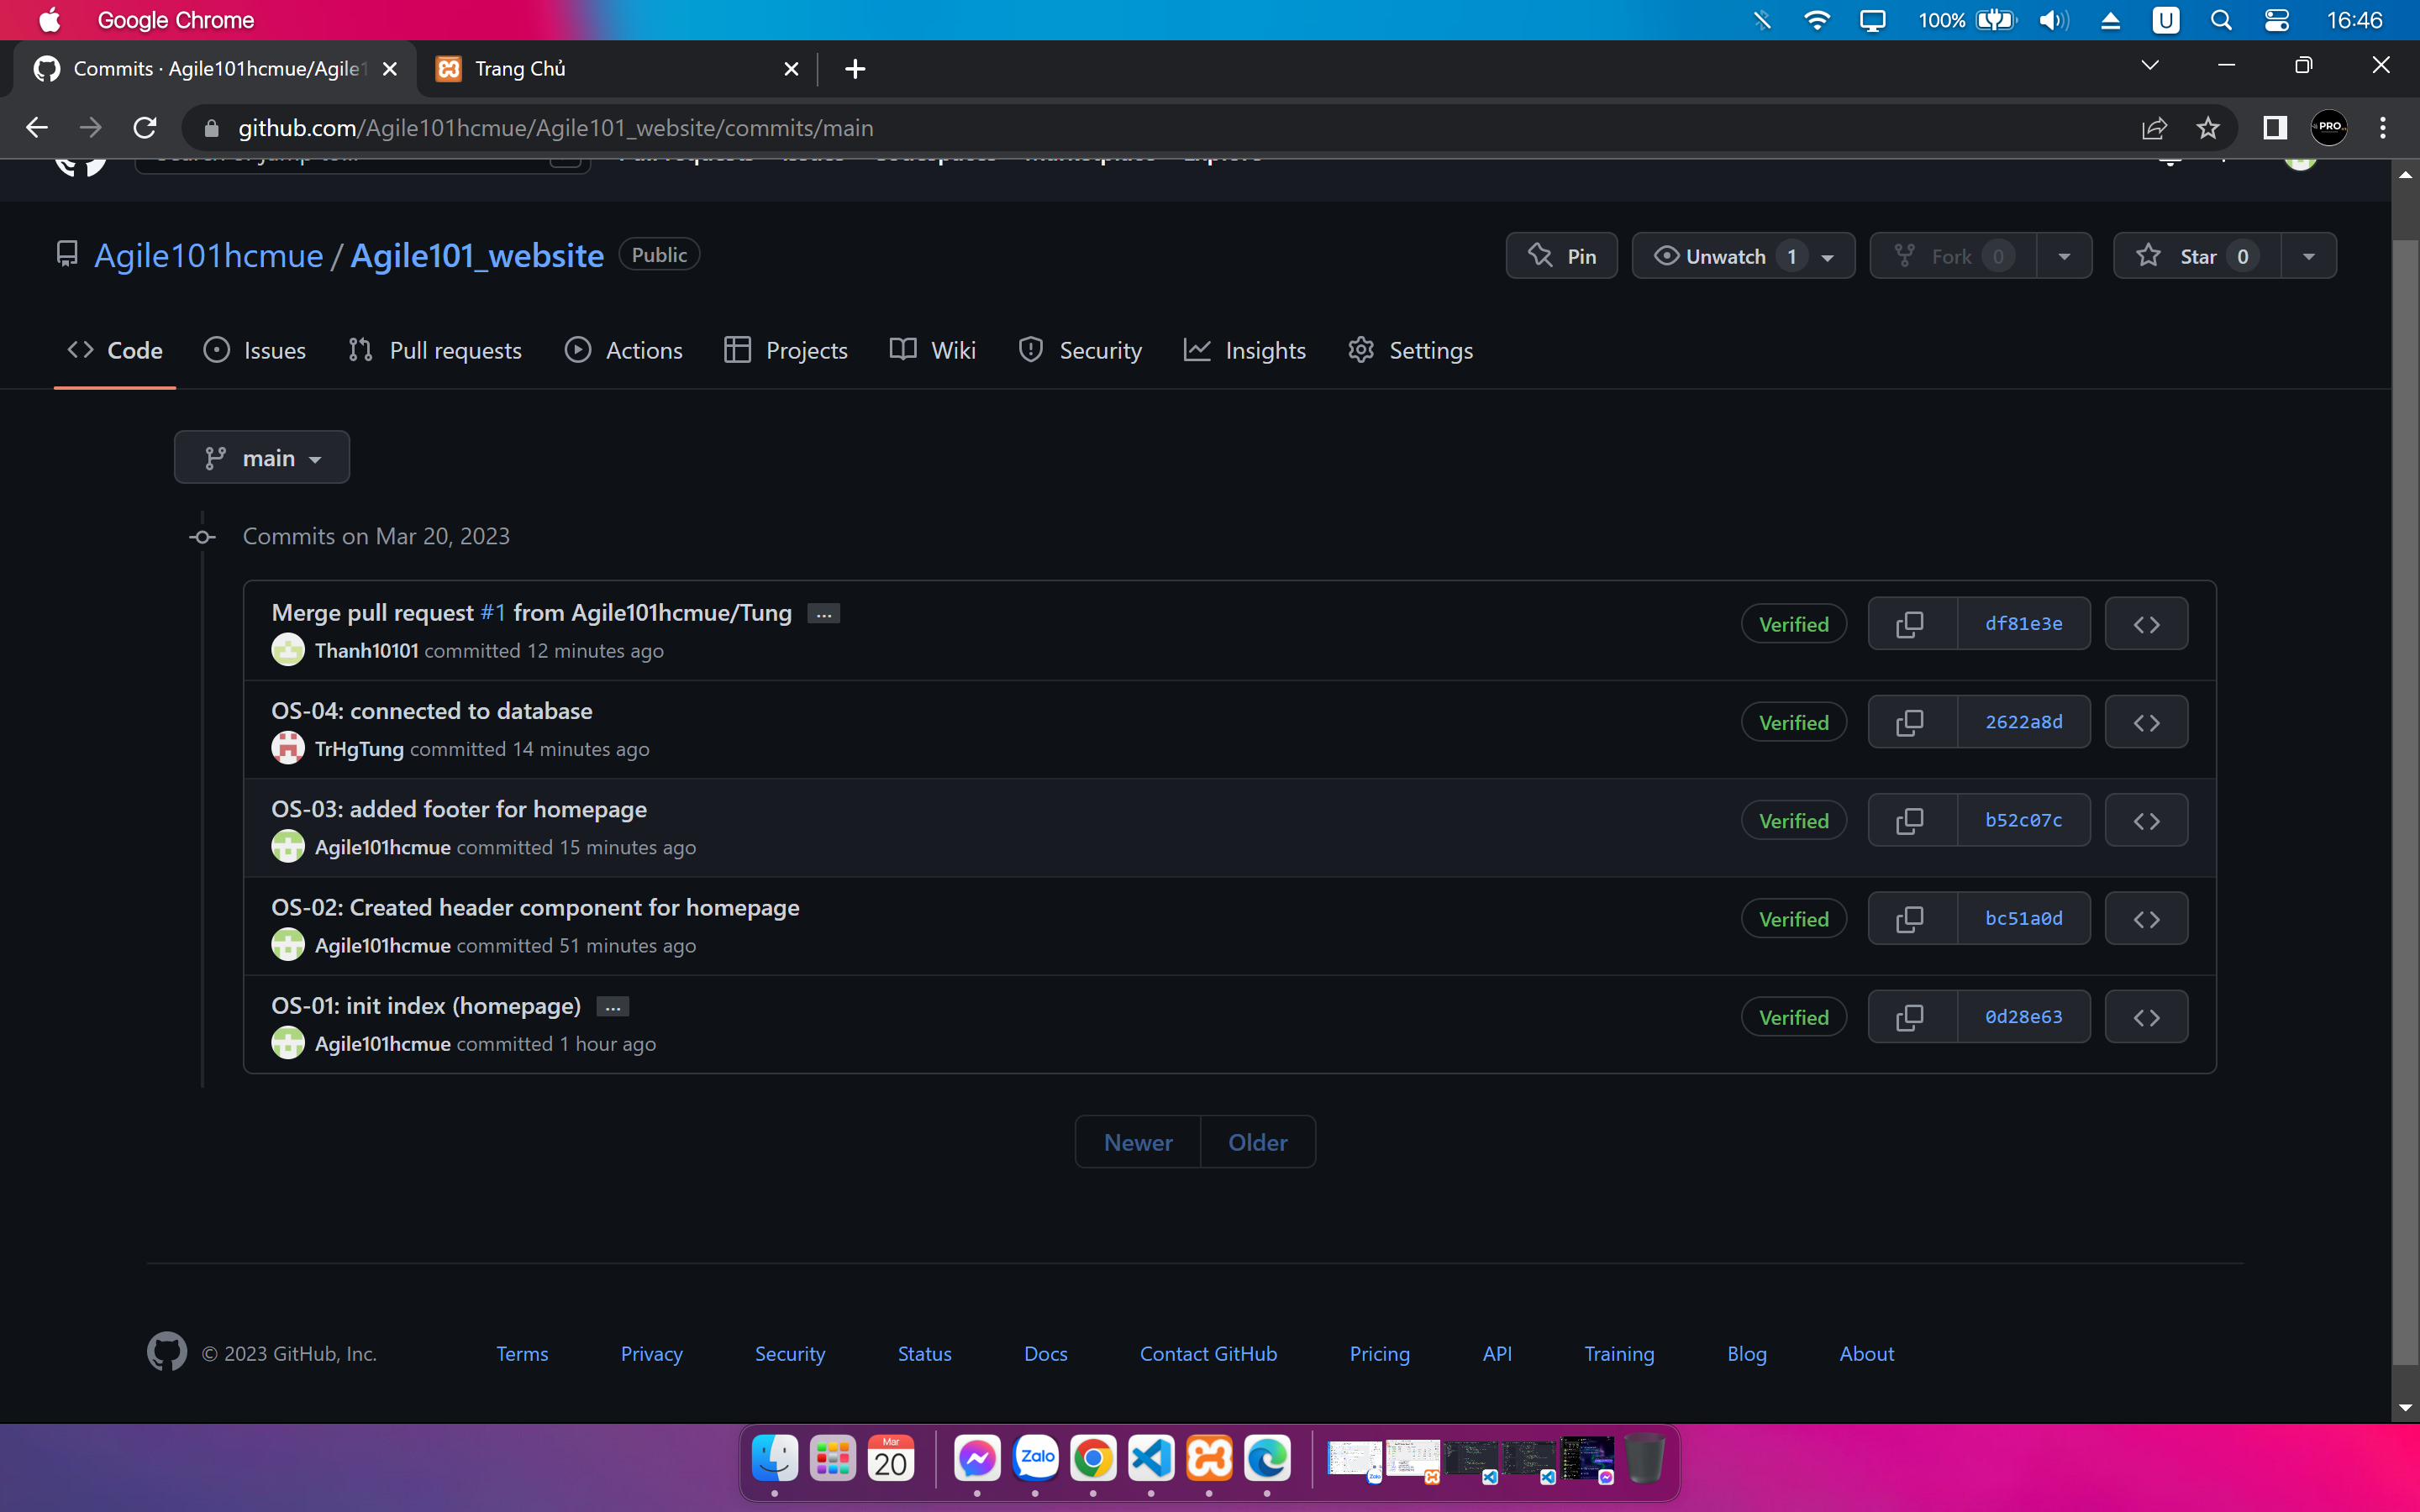 Google Chrome
100%
U
16:46
Commits · Agile101hcmue/Agile1
Trang Chủ
github.com/Agile101hcmue/Agile101_website/commits/main
PRO
Agile101hcmue / Agile101_website Public
Pin
Unwatch 1
Fork 0
Star 0
Code
Issues
Pull requests
Actions
Projects
Wiki
Security
Insights
Settings
main
Commits on Mar 20, 2023
Merge pull request #1 from Agile101hcmue/Tung ...
Thanh10101 committed 12 minutes ago
Verified
df81e3e
OS-04: connected to database
TrHgTung committed 14 minutes ago
Verified
2622a8d
OS-03: added footer for homepage
Agile101hcmue committed 15 minutes ago
Verified
b52c07c
OS-02: Created header component for homepage
Agile101hcmue committed 51 minutes ago
Verified
bc51a0d
OS-01: init index (homepage) ...
Agile101hcmue committed 1 hour ago
Verified
0d28e63
Newer
Older
© 2023 GitHub, Inc.
Terms
Privacy
Security
Status
Docs
Contact GitHub
Pricing
API
Training
Blog
About
Mar
20
Zalo